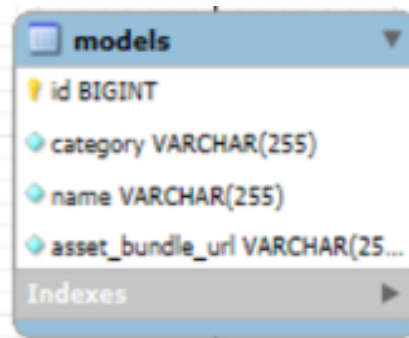 models
id BIGINT
category VARCHAR(255)
name VARCHAR(255)
asset_bundle_url VARCHAR(25...
Indexes